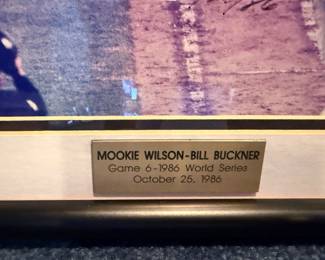 MOOKIE WILSON-BILL BUCKNER
Game 6-1986 World Series
October 25, 1986